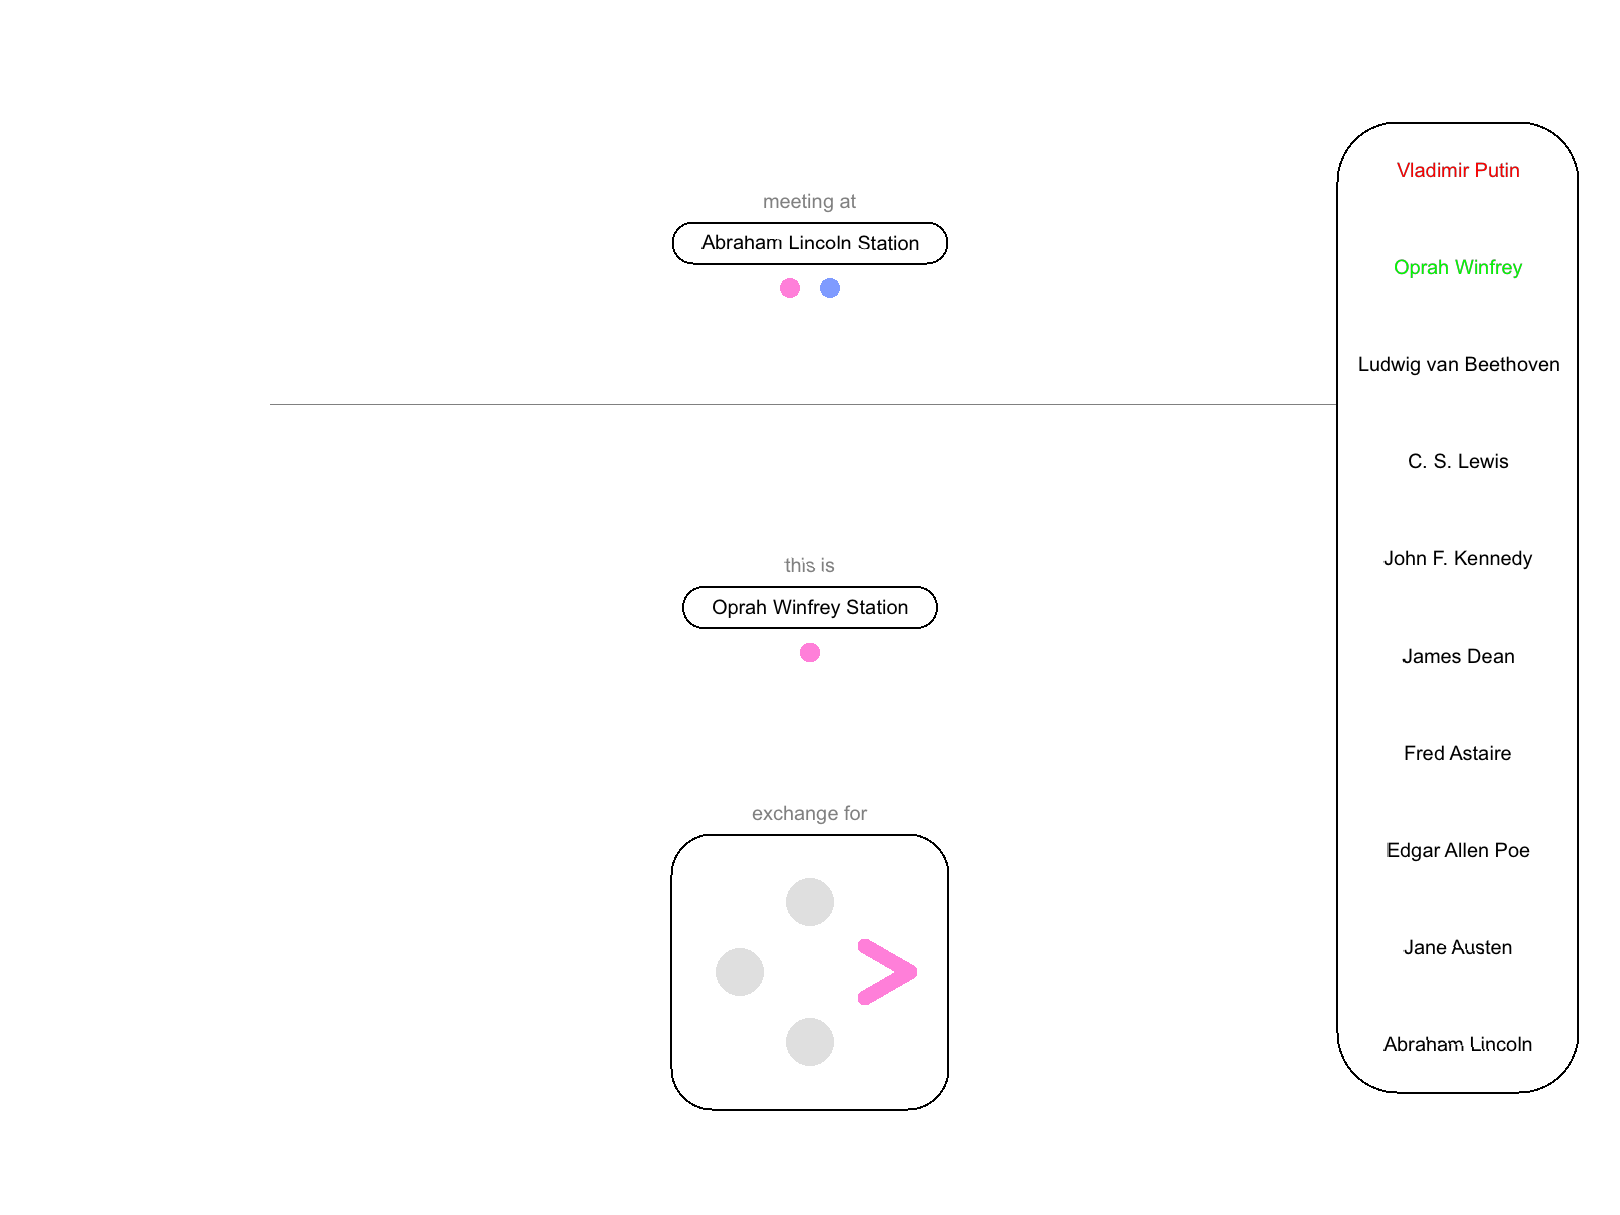 meeting at
Abraham Lincoln Station
this is
Oprah Winfrey Station
exchange for
Vladimir Putin
Oprah Winfrey
Ludwig van Beethoven
C. S. Lewis
John F. Kennedy
James Dean
Fred Astaire
Edgar Allen Poe
Jane Austen
Abraham Lincoln